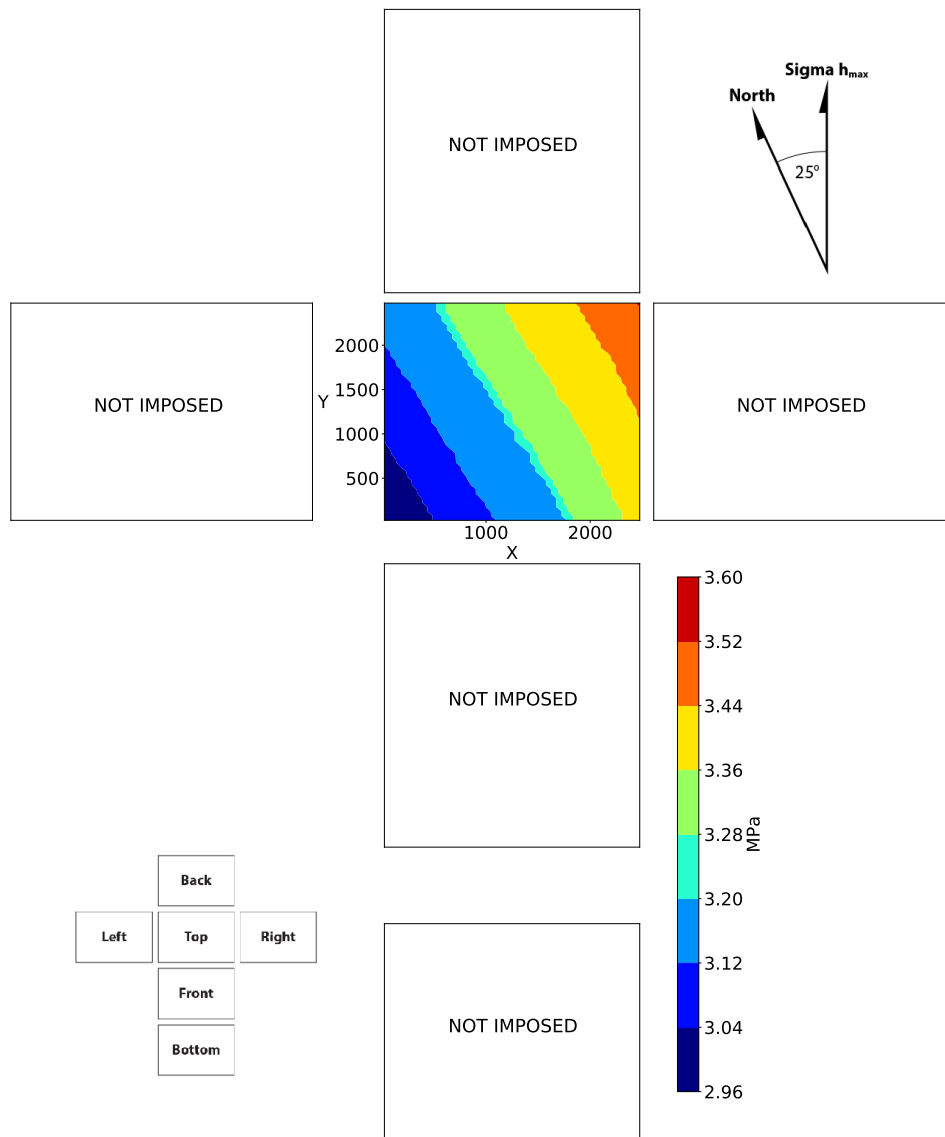 NOT IMPOSED
Sigma hmax
North
25°
NOT IMPOSED
2000
1500
Y
1000
500
1000
2000
X
NOT IMPOSED
NOT IMPOSED
3.60
3.52
3.44
3.36
3.28
3.20
3.12
3.04
2.96
MPa
Back
Left
Top
Right
Front
Bottom
NOT IMPOSED